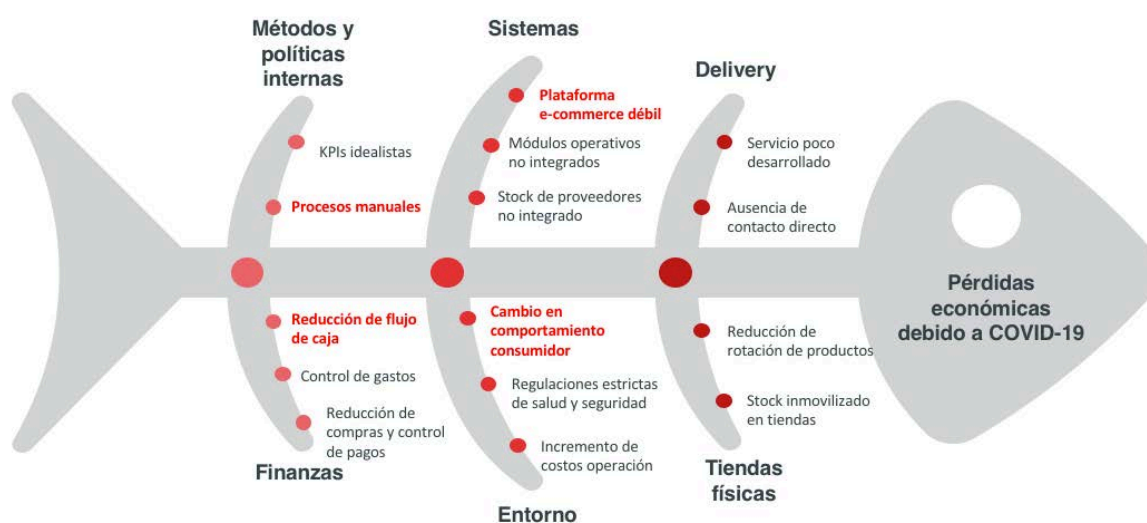 Métodos y
políticas
internas
KPIs idealistas
Procesos manuales
Sistemas
Plataforma
e-commerce débil
Módulos operativos
no integrados
Stock de proveedores
no integrado
Delivery
Servicio poco
desarrollado
Ausencia de
contacto directo
Reducción de flujo
de caja
Control de gastos
Reducción de
compras y control
de pagos
Finanzas
Cambio en
comportamiento
consumidor
Regulaciones estrictas
de salud y seguridad
Incremento de
costos operación
Entorno
Reducción de
rotación de productos
Stock inmovilizado
en tiendas
Tiendas
físicas
Pérdidas
económicas
debido a COVID-19